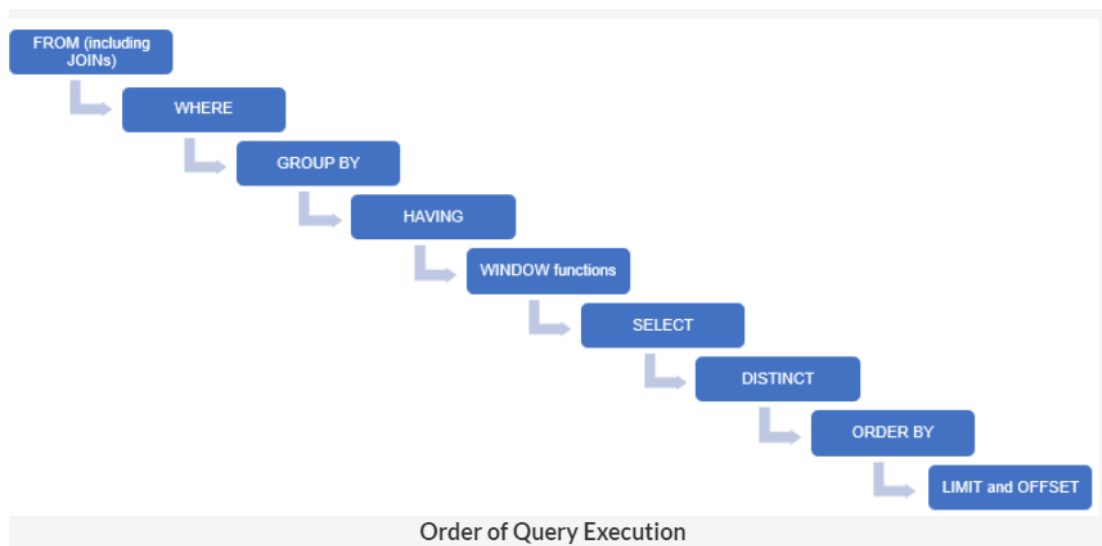 FROM (including
JOINs)
WHERE
GROUP BY
HAVING
WINDOW functions
SELECT
DISTINCT
ORDER BY
LIMIT and OFFSET
Order of Query Execution